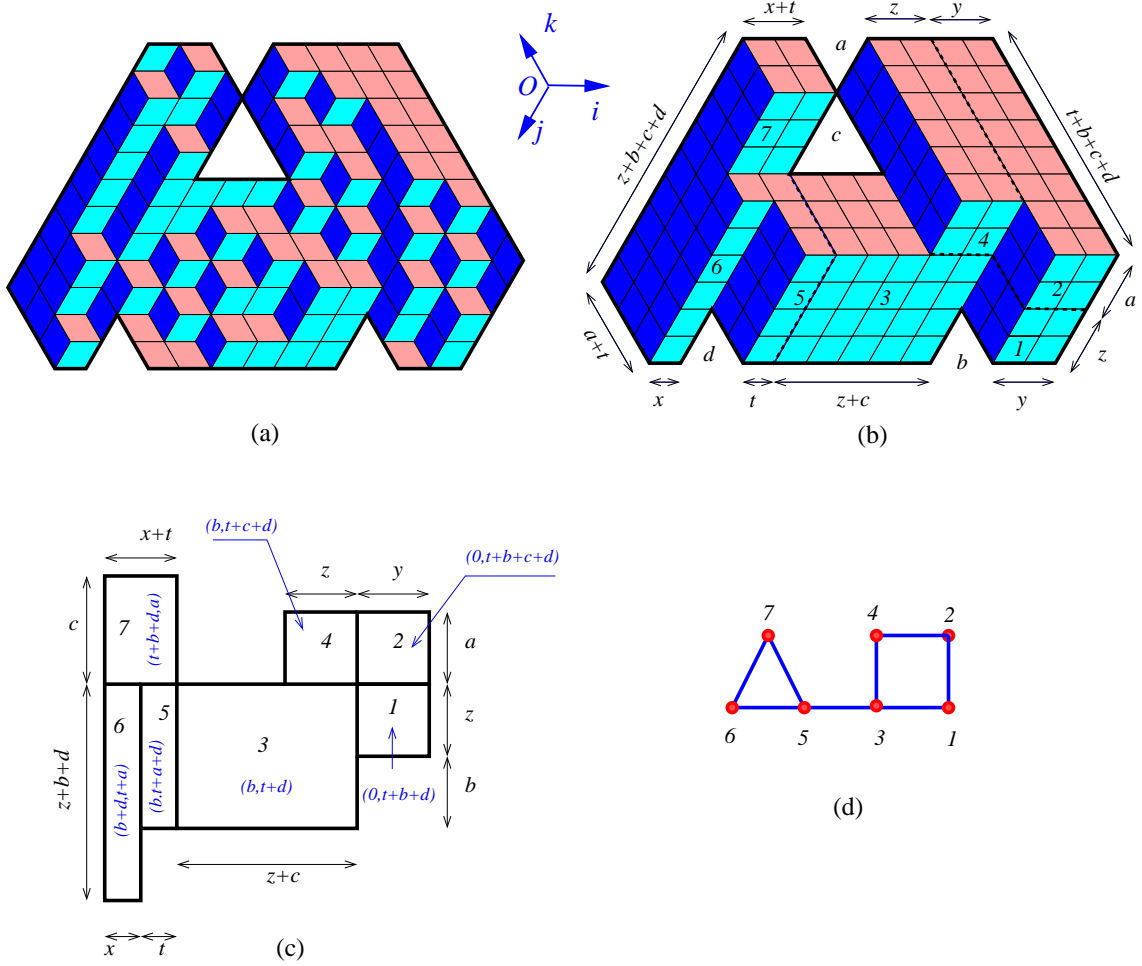 k
O
i
j
(a)
x+t
z
y
a
z+b+c+d
t+b+c+d
7
c
4
6
5
3
2
a
1
z
a+t
d
b
x
t
z+c
y
(b)
x+t
(b,t+c+d)
(0,t+b+c+d)
z
y
c
7
(t+b+d,a)
4
2
a
6
5
3
1
z
z+b+d
(b+d,t+a)
(b.t+a+d)
(b,t+d)
(0,t+b+d)
b
z+c
x
t
(c)
7
4
2
6
5
3
1
(d)